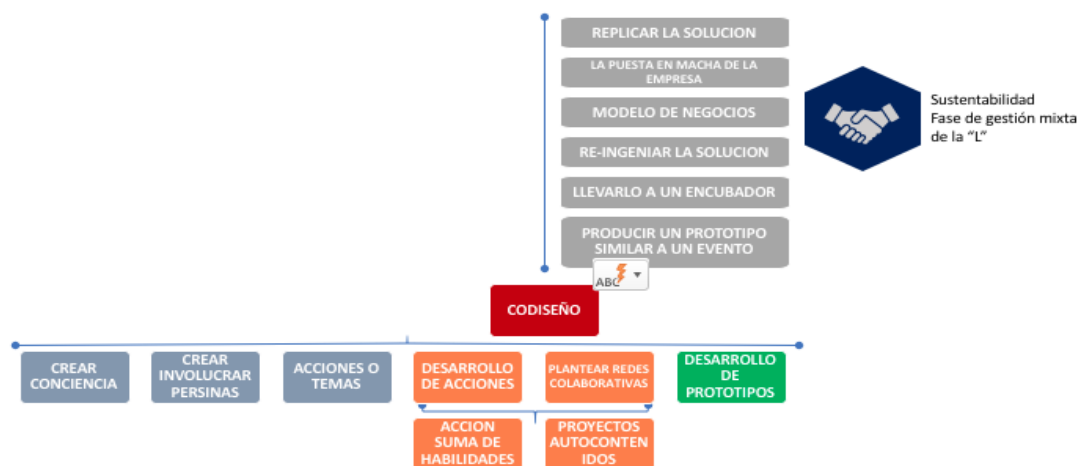 REPLICAR LA SOLUCION
LA PUESTA EN MACHA DE LA
EMPRESA
MODELO DE NEGOCIOS
RE-INGENIAR LA SOLUCION
LLEVARLO A UN ENCUBADOR
PRODUCIR UN PROTOTIPO
SIMILAR A UN EVENTO
Sustentabilidad
Fase de gestión mixta
de la “L”
ABC
CODISEÑO
CREAR
CONCIENCIA
CREAR
INVOLUCRAR
PERSINAS
ACCIONES O
TEMAS
DESARROLLO
DE ACCIONES
PLANTEAR REDES
COLABORATIVAS
DESARROLLO
DE
PROTOTIPOS
ACCION
SUMA DE
HABILIDADES
PROYECTOS
AUTOCONTEN
IDOS